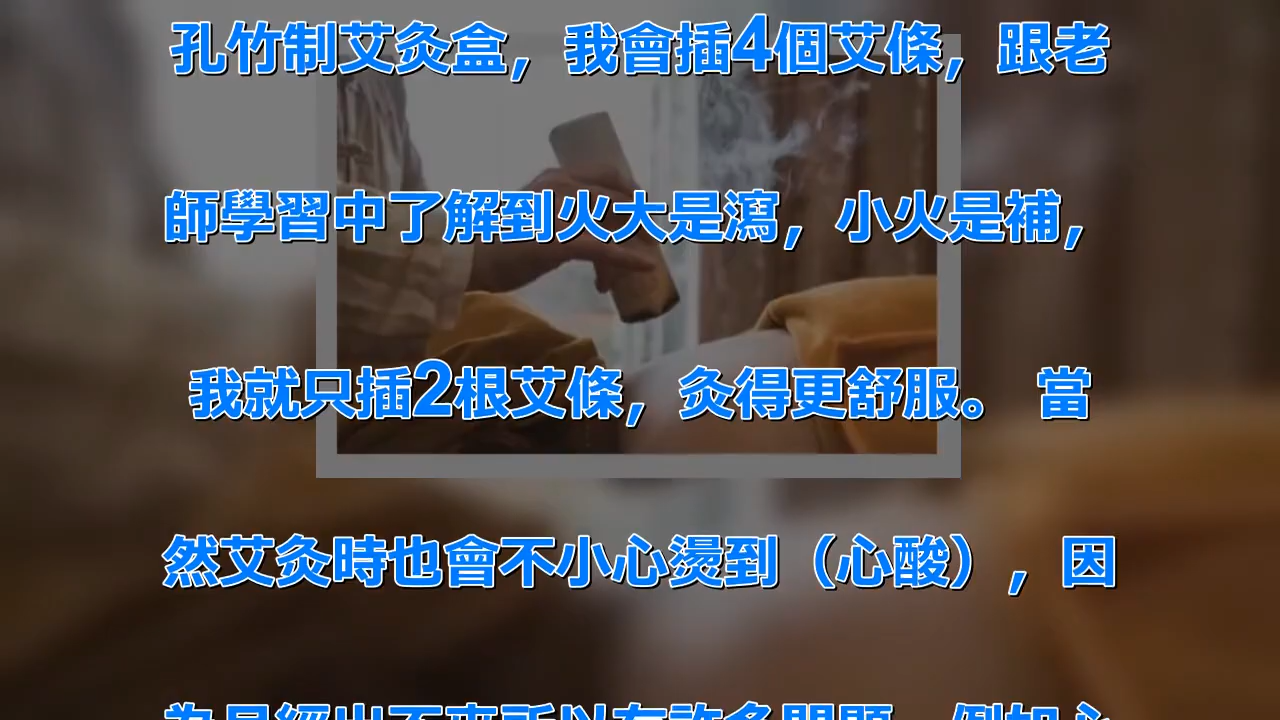 孔竹制艾灸盒，我會插4個艾條，跟老
師學習中了解到火大是瀉，小火是補，
我就只插2根艾條，灸得更舒服。 當
然艾灸時也會不小心燙到（心酸），因